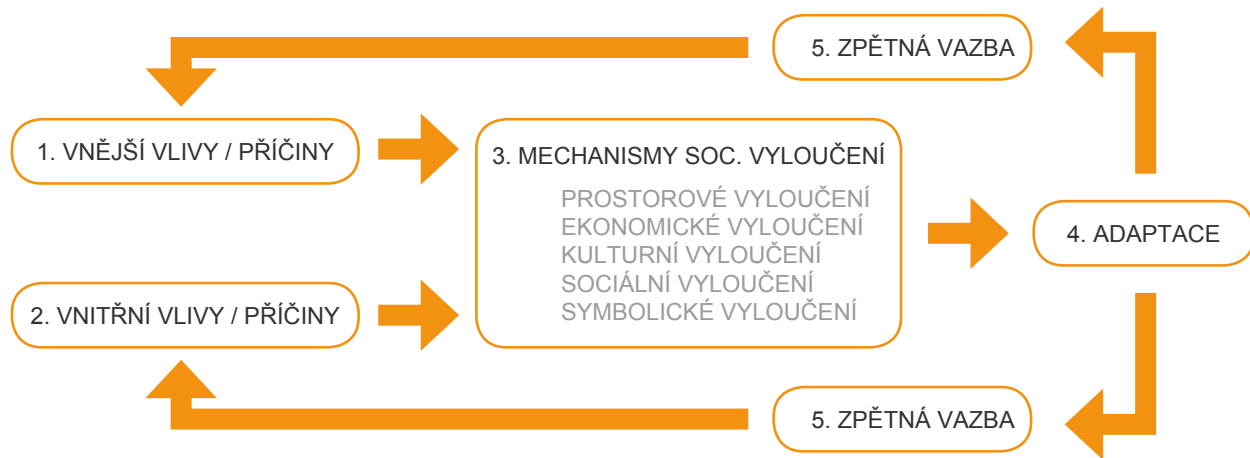 5. ZPĚTNÁ VAZBA
1. VNĚJŠÍ VLIVY / PŘÍČINY
3. MECHANISMY SOC. VYLOUČENÍ
PROSTOROVÉ VYLOUČENÍ
EKONOMICKÉ VYLOUČENÍ
KULTURNÍ VYLOUČENÍ
SOCIÁLNÍ VYLOUČENÍ
SYMBOLICKÉ VYLOUČENÍ
4. ADAPTACE
2. VNITŘNÍ VLIVY / PŘÍČINY
5. ZPĚTNÁ VAZBA